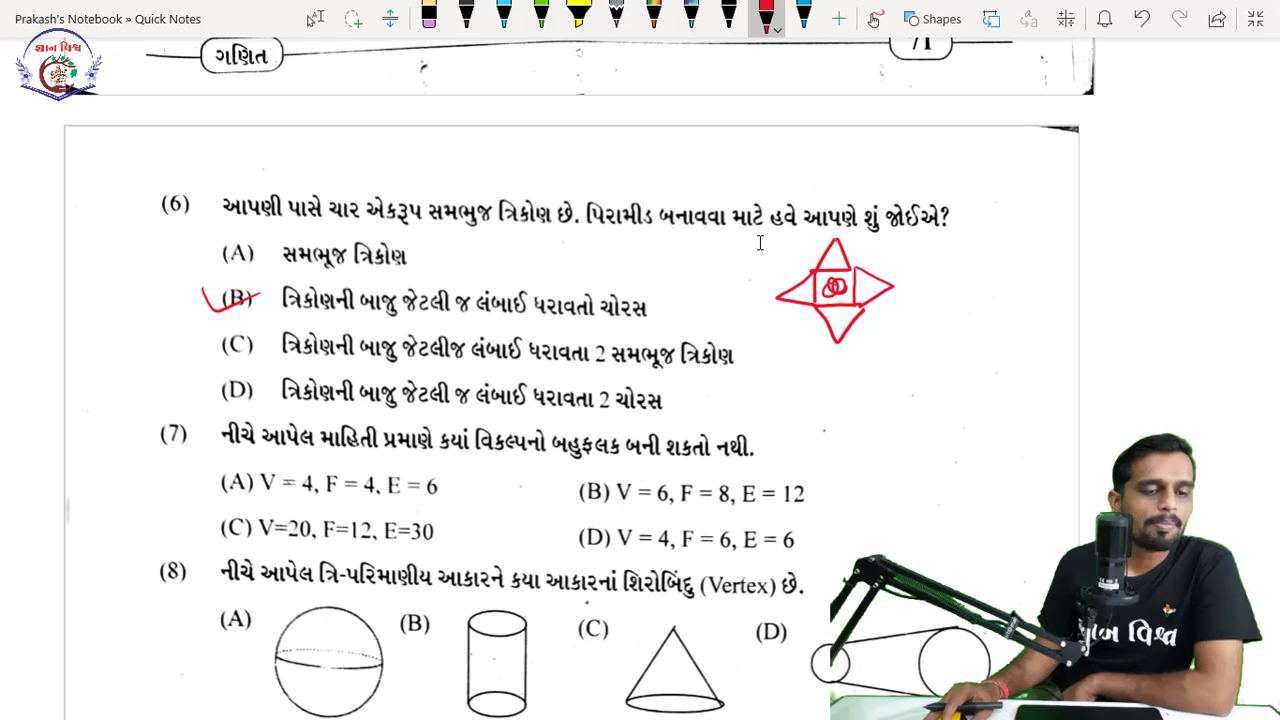 Prakash's Notebook » Quick Notes
Shapes
જ્ઞાન વિશ્વ
ગણિત
71
(6) આપણી પાસે ચાર એકરૂપ સમભુજ ત્રિકોણ છે. પિરામીડ બનાવવા માટે હવે આપણે શું જોઈએ?
(A) સમભૂજ ત્રિકોણ
(B) ત્રિકોણની બાજુ જેટલી જ લંબાઈ ધરાવતો ચોરસ
(C) ત્રિકોણની બાજુ જેટલીજ લંબાઈ ધરાવતા 2 સમભૂજ ત્રિકોણ
(D) ત્રિકોણની બાજુ જેટલી જ લંબાઈ ધરાવતા 2 ચોરસ
(7) નીચે આપેલ માહિતી પ્રમાણે કયાં વિકલ્પનો બહુફલક બની શકતો નથી.
(A) V = 4, F = 4, E = 6 (B) V = 6, F = 8, E = 12
(C) V=20, F=12, E=30 (D) V = 4, F = 6, E = 6
(8) નીચે આપેલ ત્રિ-પરિમાણીય આકારને કયા આકારનાં શિરોબિંદુ (Vertex) છે.
(A) (B) (C) (D)
જ્ઞાન વિશ્વ